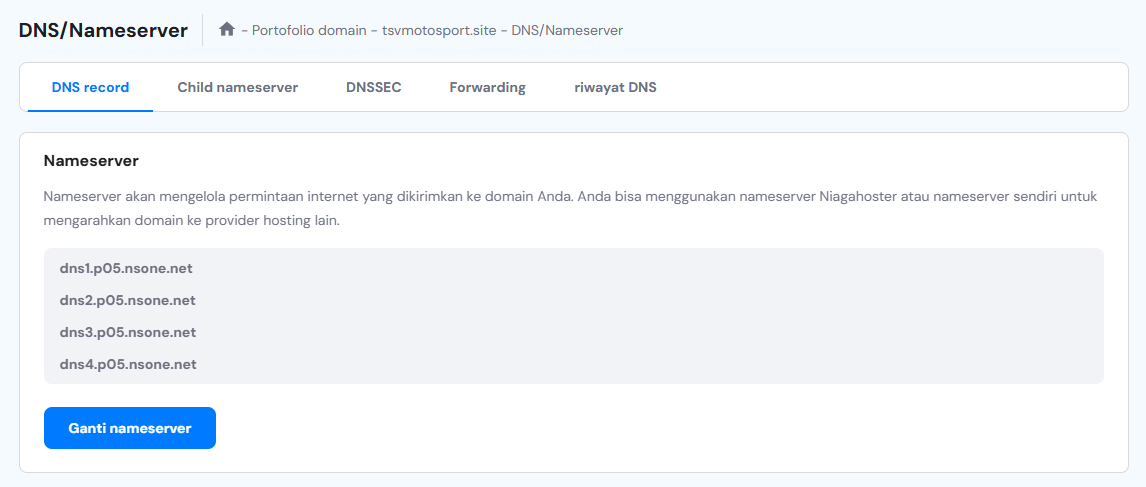 DNS/Nameserver
- Portofolio domain - tsvmotosport.site - DNS/Nameserver
DNS record Child nameserver DNSSEC Forwarding riwayat DNS
Nameserver
Nameserver akan mengelola permintaan internet yang dikirimkan ke domain Anda. Anda bisa menggunakan nameserver Niagahoster atau nameserver sendiri untuk
mengarahkan domain ke provider hosting lain.
dns1.p05.nsone.net
dns2.p05.nsone.net
dns3.p05.nsone.net
dns4.p05.nsone.net
Ganti nameserver